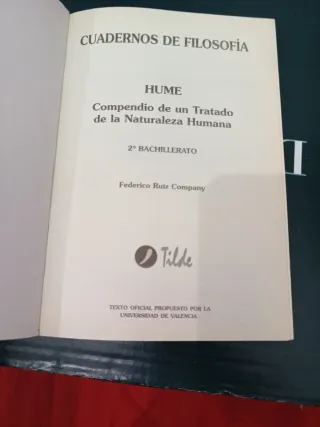 CUADERNOS DE FILOSOFÍA
HUME
Compendio de un Tratado
de la Naturaleza Humana
2º BACHILLERATO
Federico Ruiz Company
Tilde
TEXTO OFICIAL PROPUESTO POR LA
UNIVERSIDAD DE VALENCIA